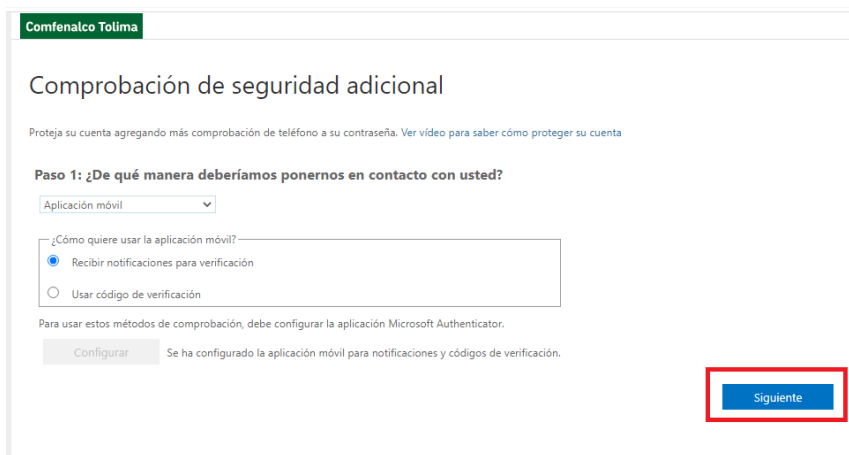 Comfenalco Tolima
Comprobación de seguridad adicional
Proteja su cuenta agregando más comprobación de teléfono a su contraseña. Ver vídeo para saber cómo proteger su cuenta
Paso 1: ¿De qué manera deberíamos ponernos en contacto con usted?
Aplicación móvil
¿Cómo quiere usar la aplicación móvil?
Recibir notificaciones para verificación
Usar código de verificación
Para usar estos métodos de comprobación, debe configurar la aplicación Microsoft Authenticator.
Configurar Se ha configurado la aplicación móvil para notificaciones y códigos de verificación.
Siguiente